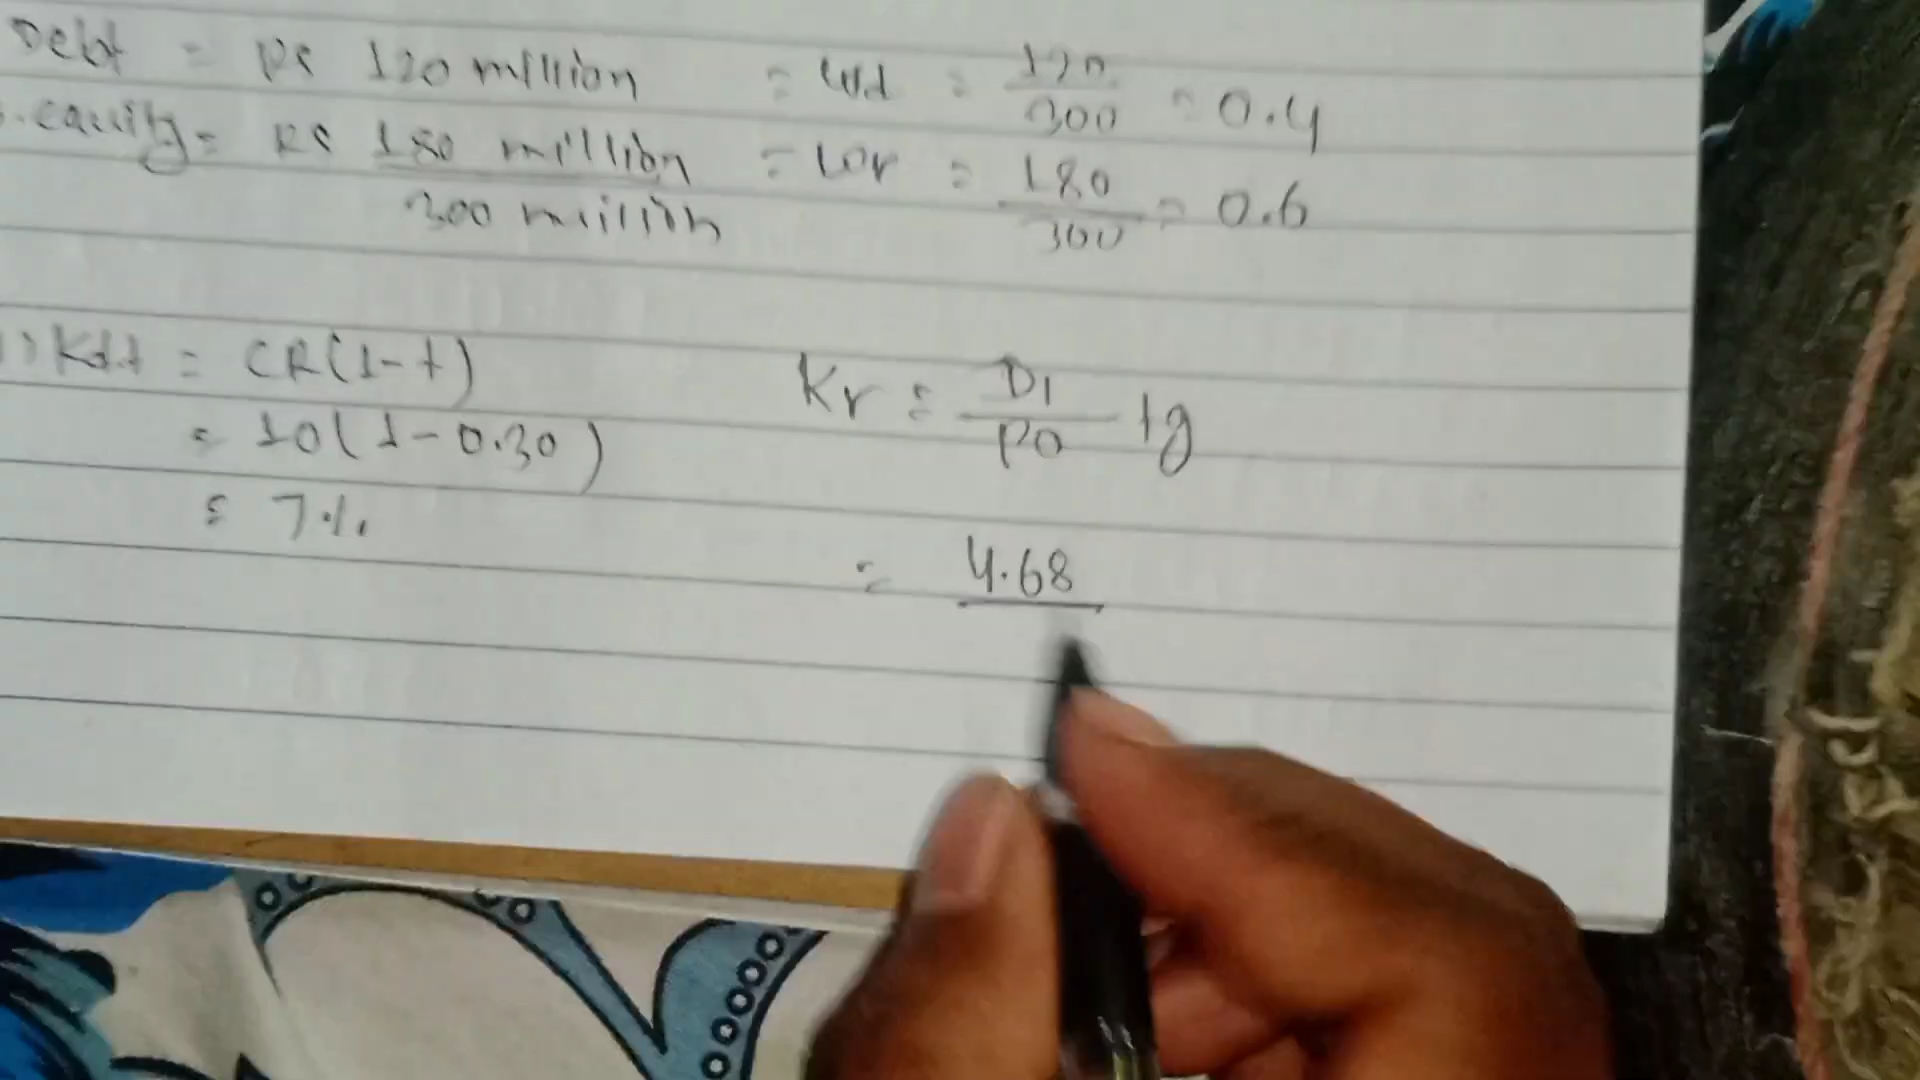 Debt = RS 120 million = Wd = 120/300 = 0.4
. equity = RS 180 million = Wr = 180/300 = 0.6
300 million
) Kdt = CR(1-t)
= 10(1-0.30)
= 7%
Kr = D1/P0 + g
= 4.68